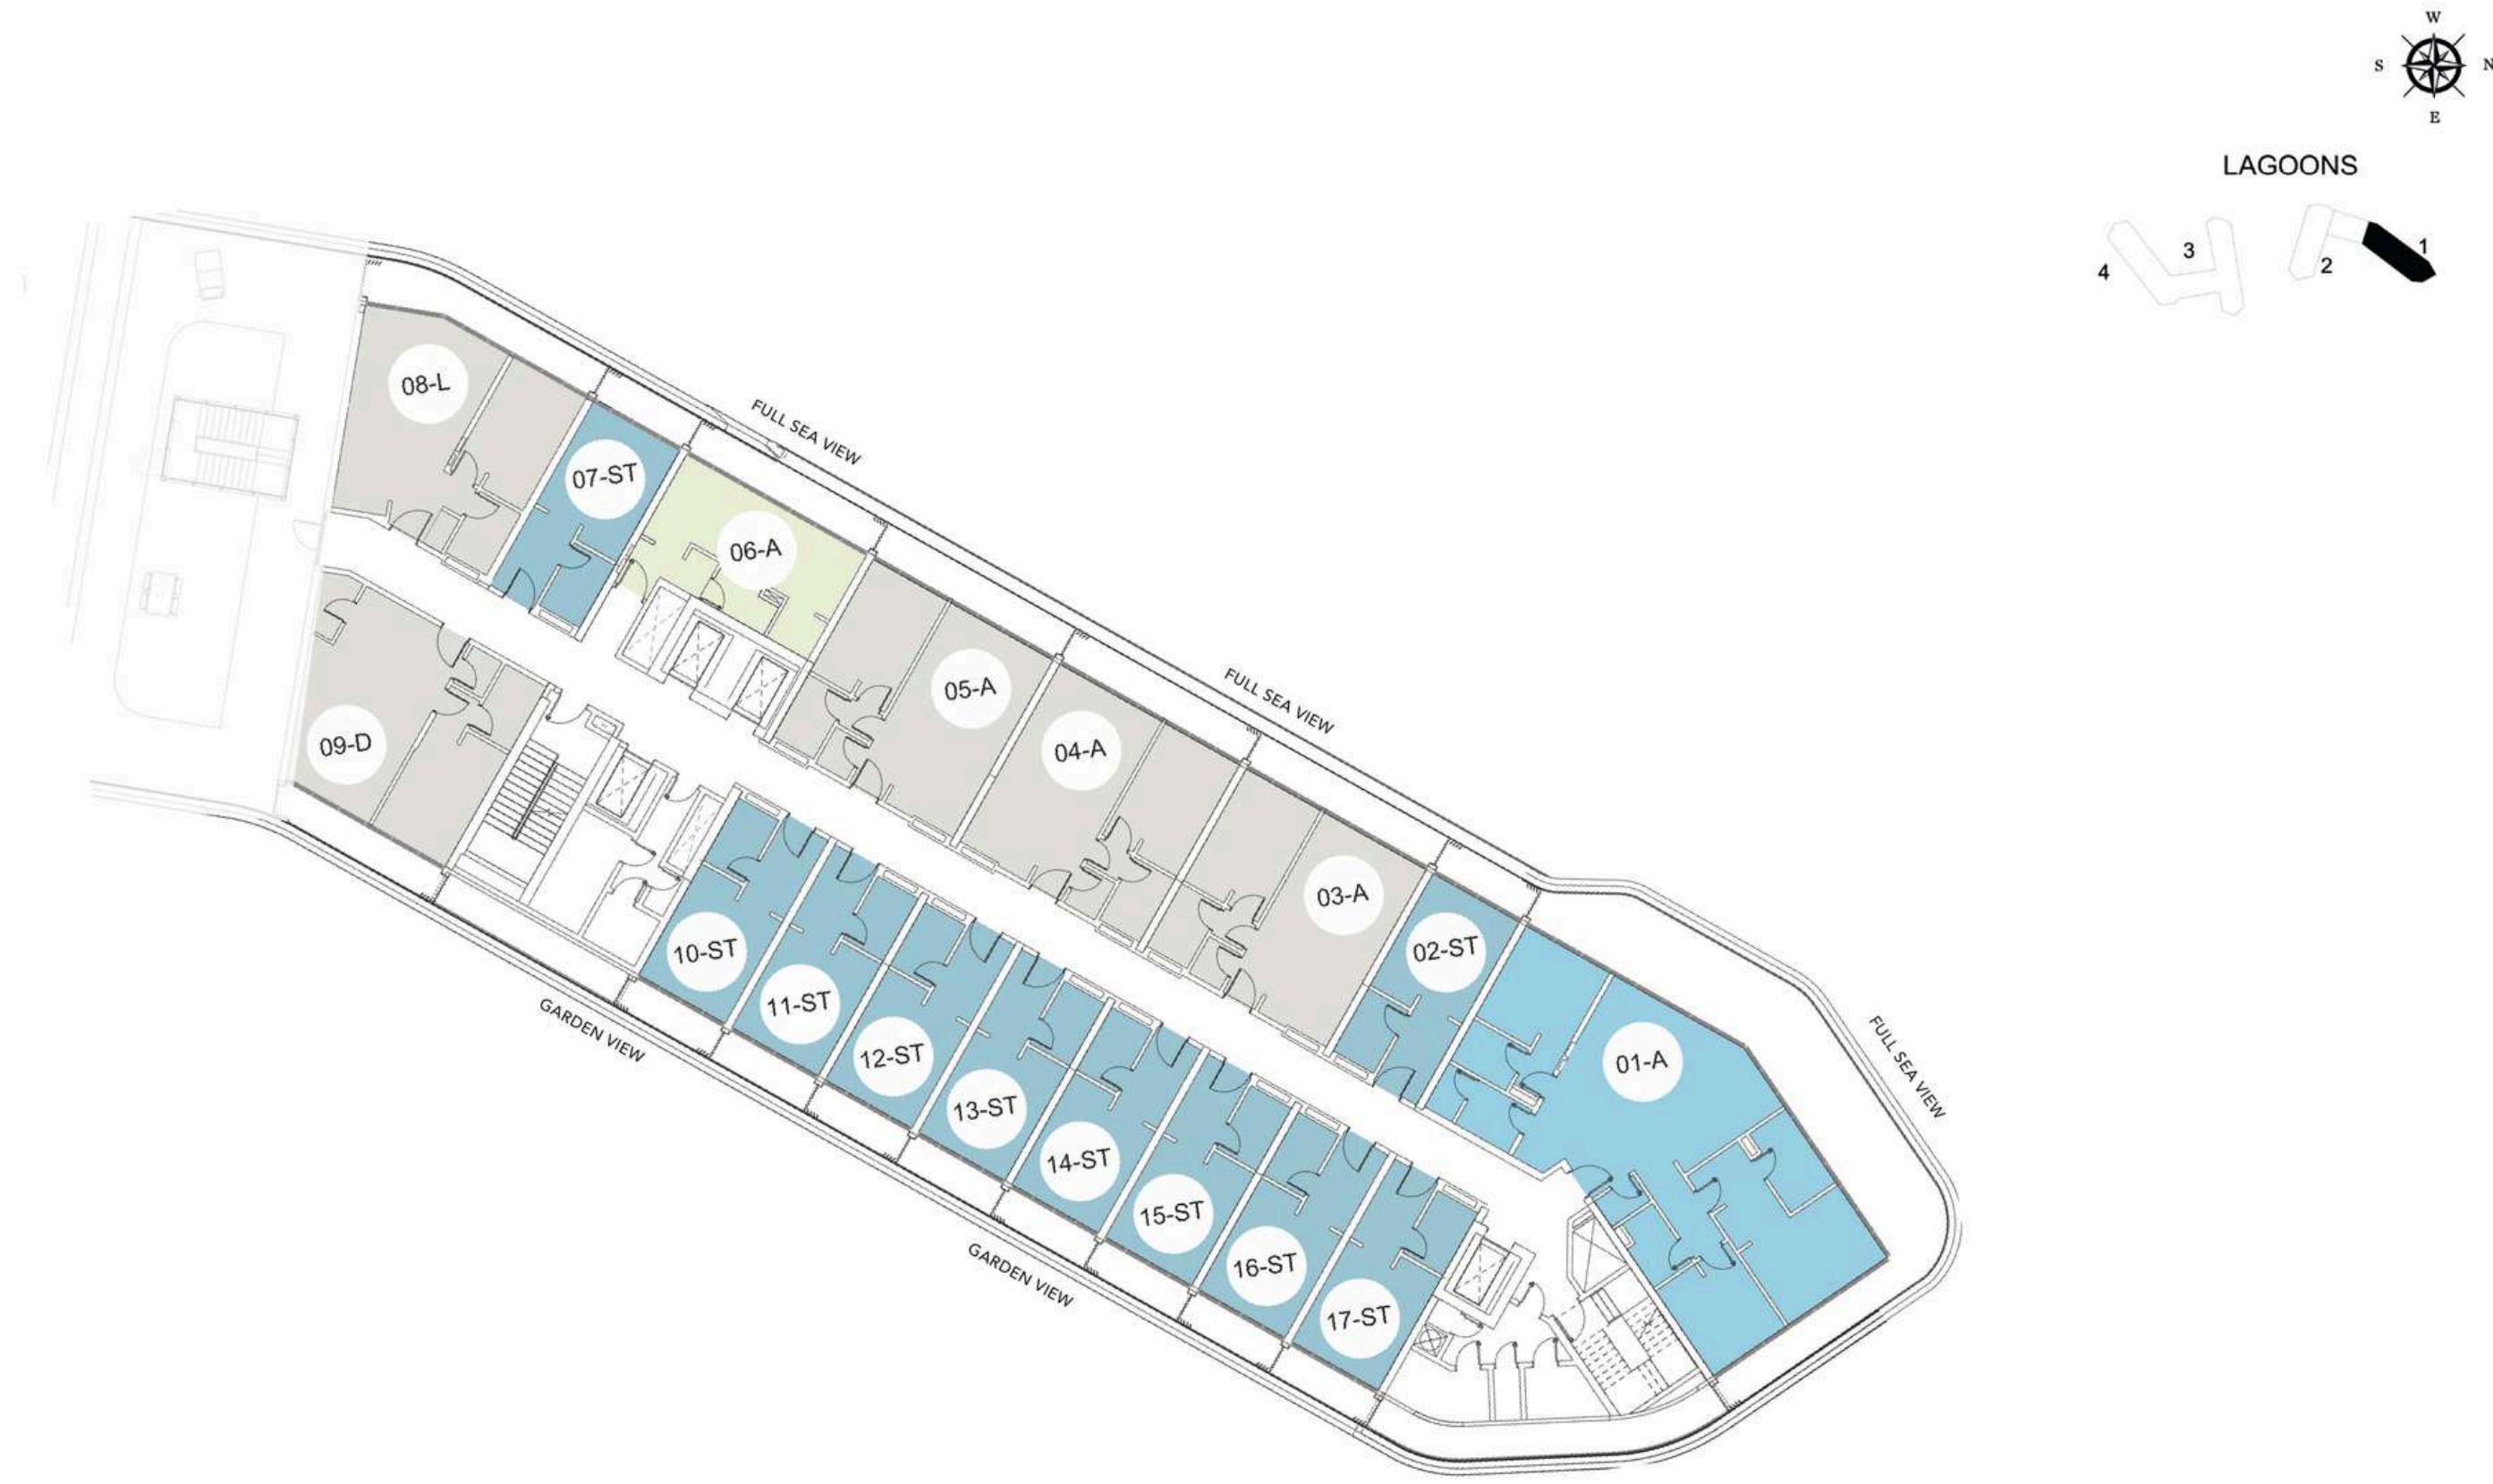 W
S
N
E
LAGOONS
3
1
4
2
08-L
FULL SEA VIEW
07-ST
06-A
FULL SEA VIEW
05-A
04-A
09-D
03-A
10-ST
02-ST
11-ST
GARDEN VIEW
12-ST
01-A
FULL SEA VIEW
13-ST
14-ST
15-ST
16-ST
GARDEN VIEW
17-ST